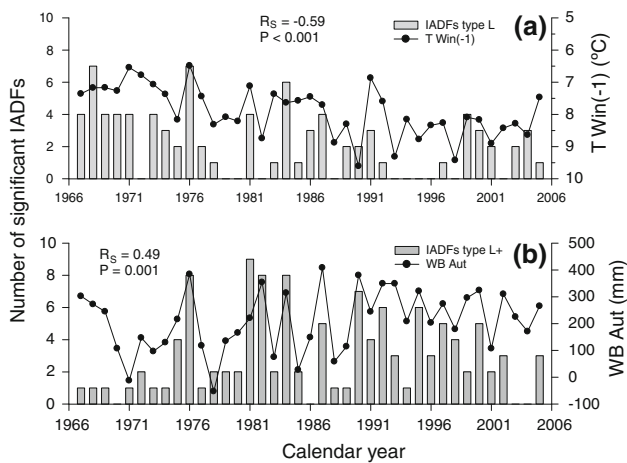 Number of significant IADFs
10
8
6
4
2
0
R_S = -0.59
P < 0.001
IADFs type L
T Win(-1)
(a)
5
6
7
8
9
10
T Win(-1) (°C)
1966 1971 1976 1981 1986 1991 1996 2001 2006
10
8
6
4
2
0
R_S = 0.49
P = 0.001
IADFs type L+
WB Aut
(b)
500
400
300
200
100
0
-100
WB Aut (mm)
1966 1971 1976 1981 1986 1991 1996 2001 2006
Calendar year